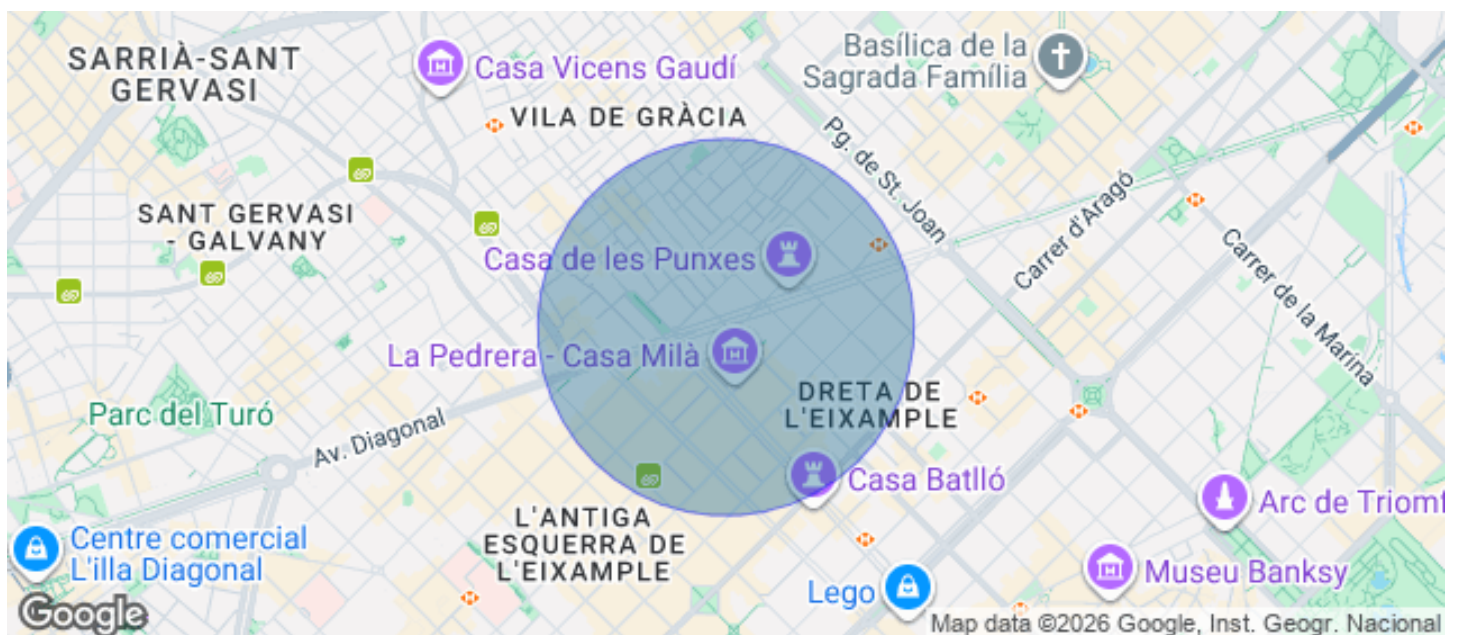 SARRIÀ-SANT
GERVASI
Casa Vicens Gaudí
Basílica de la
Sagrada Família
VILA DE GRÀCIA
Pg. de St. Joan
SANT GERVASI
- GALVANY
Casa de les Punxes
Carrer d'Aragó
Carrer de la Marina
La Pedrera - Casa Milà
DRETA DE
L'EIXAMPLE
Parc del Turó
Av. Diagonal
Casa Batlló
Arc de Triomf
L'ANTIGA
ESQUERRA DE
L'EIXAMPLE
Centre comercial
L'illa Diagonal
Museu Banksy
Lego
Google
Map data ©2026 Google, Inst. Geogr. Nacional